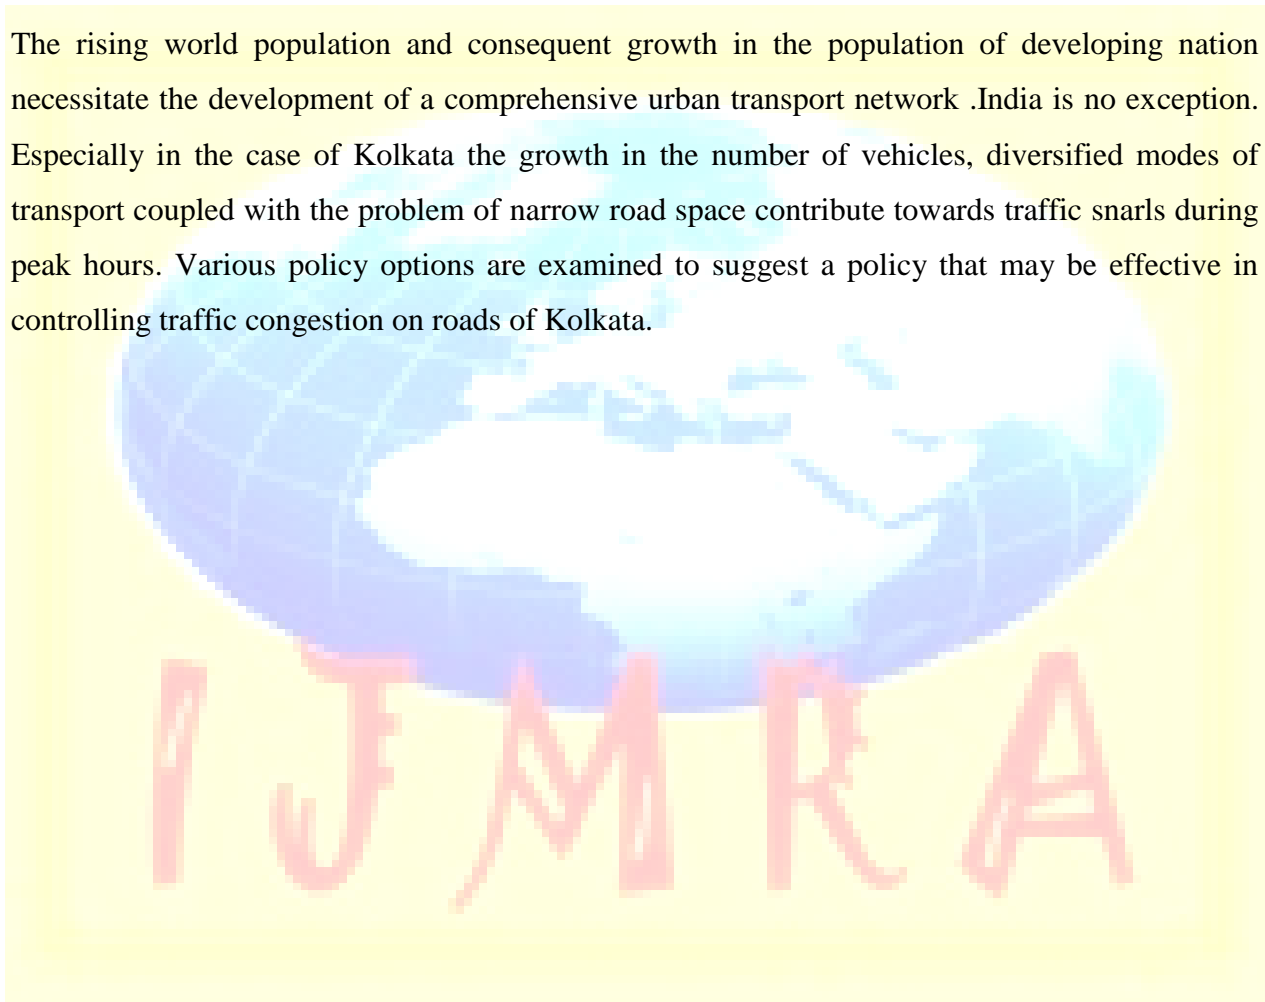 The rising world population and consequent growth in the population of developing nation
necessitate the development of a comprehensive urban transport network .India is no exception.
Especially in the case of Kolkata the growth in the number of vehicles, diversified modes of
transport coupled with the problem of narrow road space contribute towards traffic snarls during
peak hours. Various policy options are examined to suggest a policy that may be effective in
controlling traffic congestion on roads of Kolkata.
IJMRA